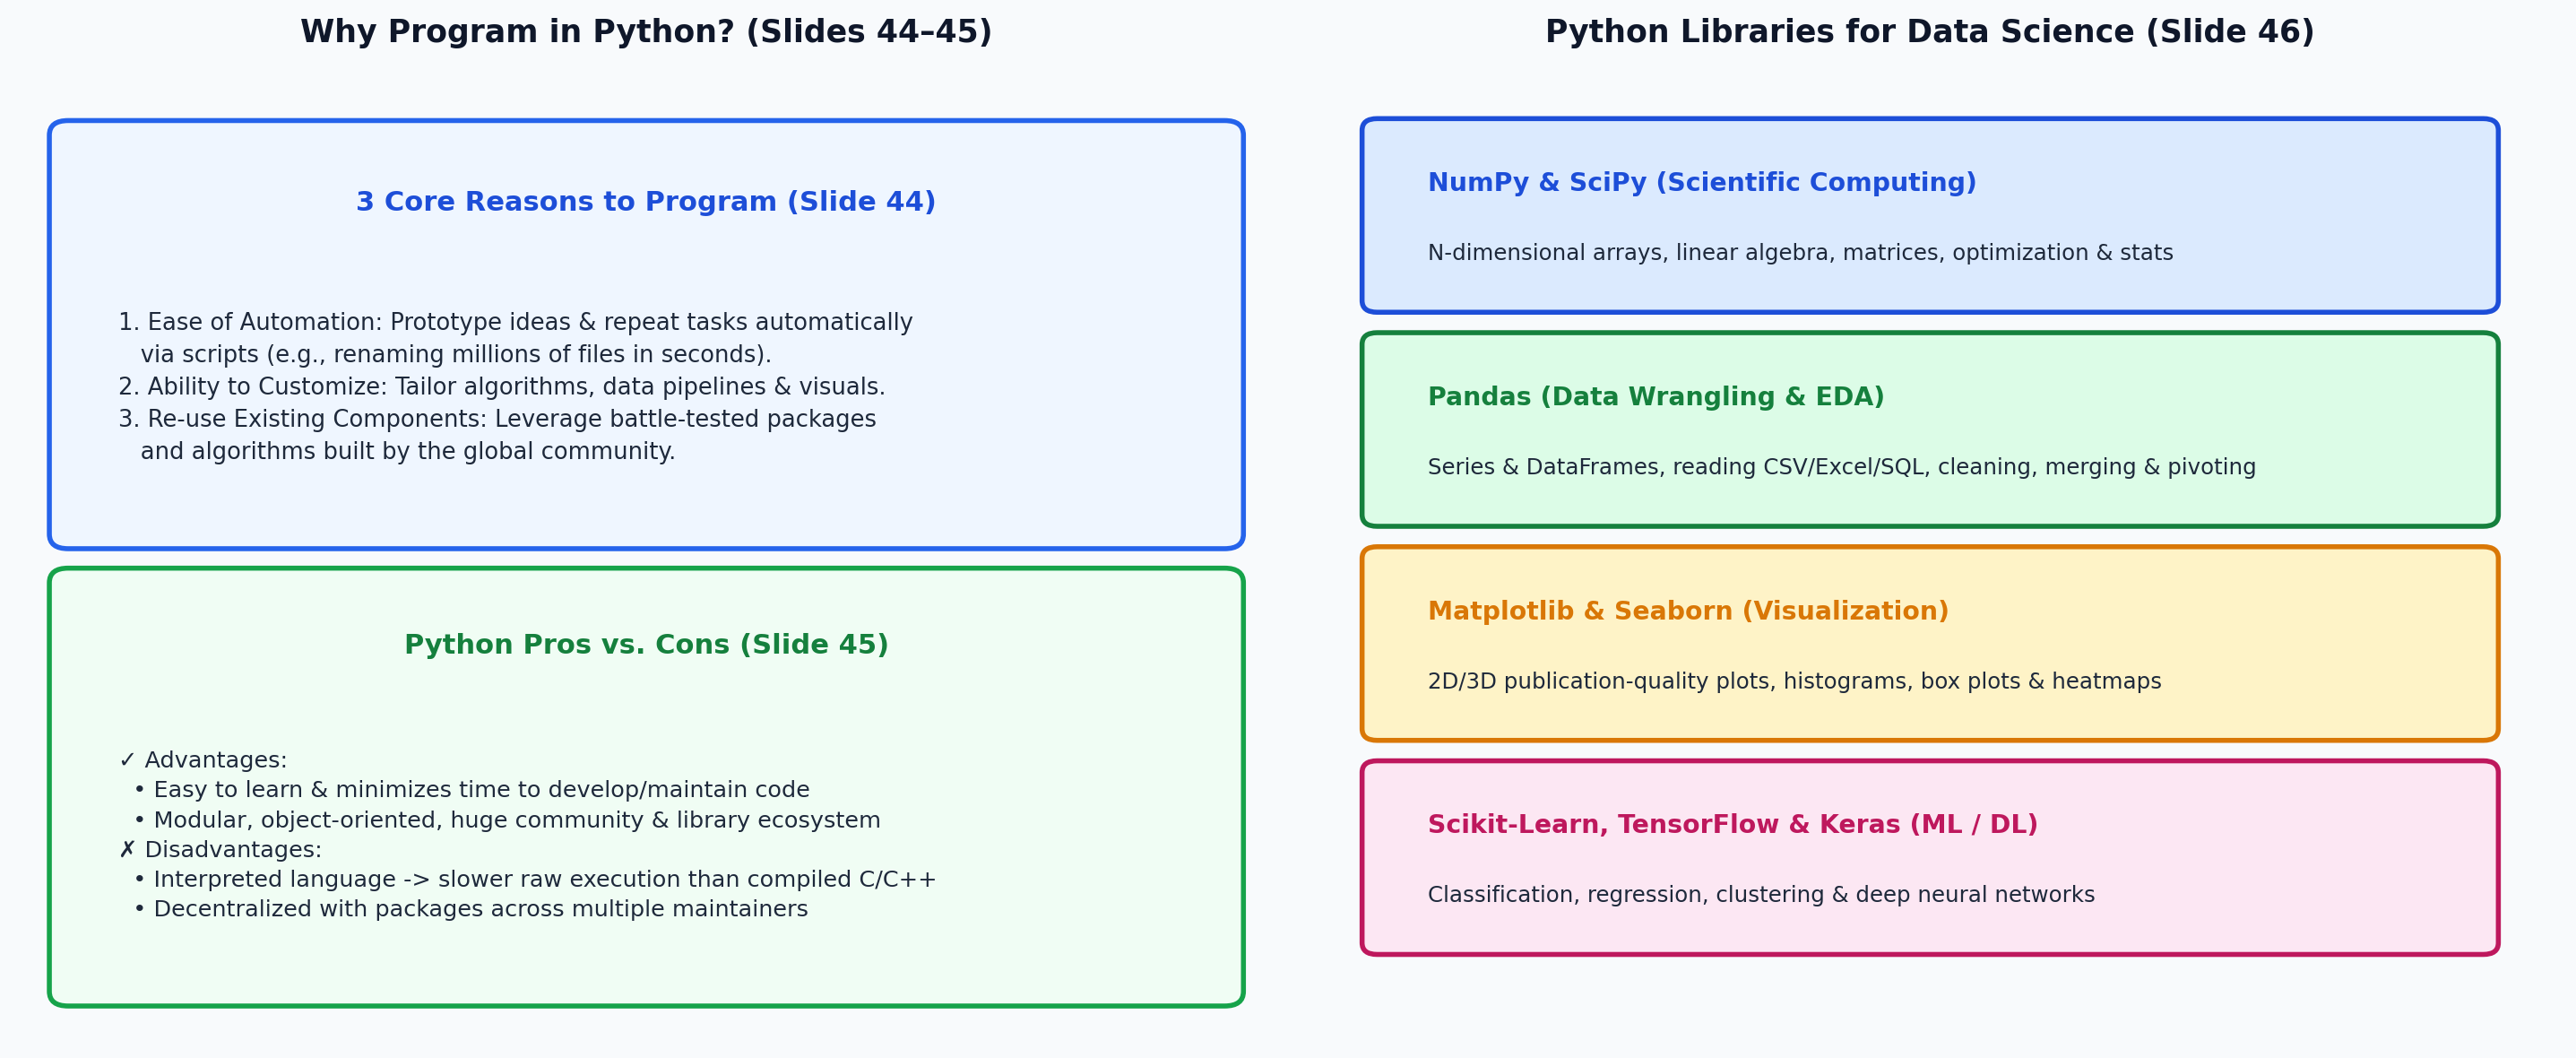 Why Program in Python? (Slides 44–45)
3 Core Reasons to Program (Slide 44)
1. Ease of Automation: Prototype ideas & repeat tasks automatically
via scripts (e.g., renaming millions of files in seconds).
2. Ability to Customize: Tailor algorithms, data pipelines & visuals.
3. Re-use Existing Components: Leverage battle-tested packages
and algorithms built by the global community.
Python Pros vs. Cons (Slide 45)
✓ Advantages:
• Easy to learn & minimizes time to develop/maintain code
• Modular, object-oriented, huge community & library ecosystem
✗ Disadvantages:
• Interpreted language -> slower raw execution than compiled C/C++
• Decentralized with packages across multiple maintainers
Python Libraries for Data Science (Slide 46)
NumPy & SciPy (Scientific Computing)
N-dimensional arrays, linear algebra, matrices, optimization & stats
Pandas (Data Wrangling & EDA)
Series & DataFrames, reading CSV/Excel/SQL, cleaning, merging & pivoting
Matplotlib & Seaborn (Visualization)
2D/3D publication-quality plots, histograms, box plots & heatmaps
Scikit-Learn, TensorFlow & Keras (ML / DL)
Classification, regression, clustering & deep neural networks